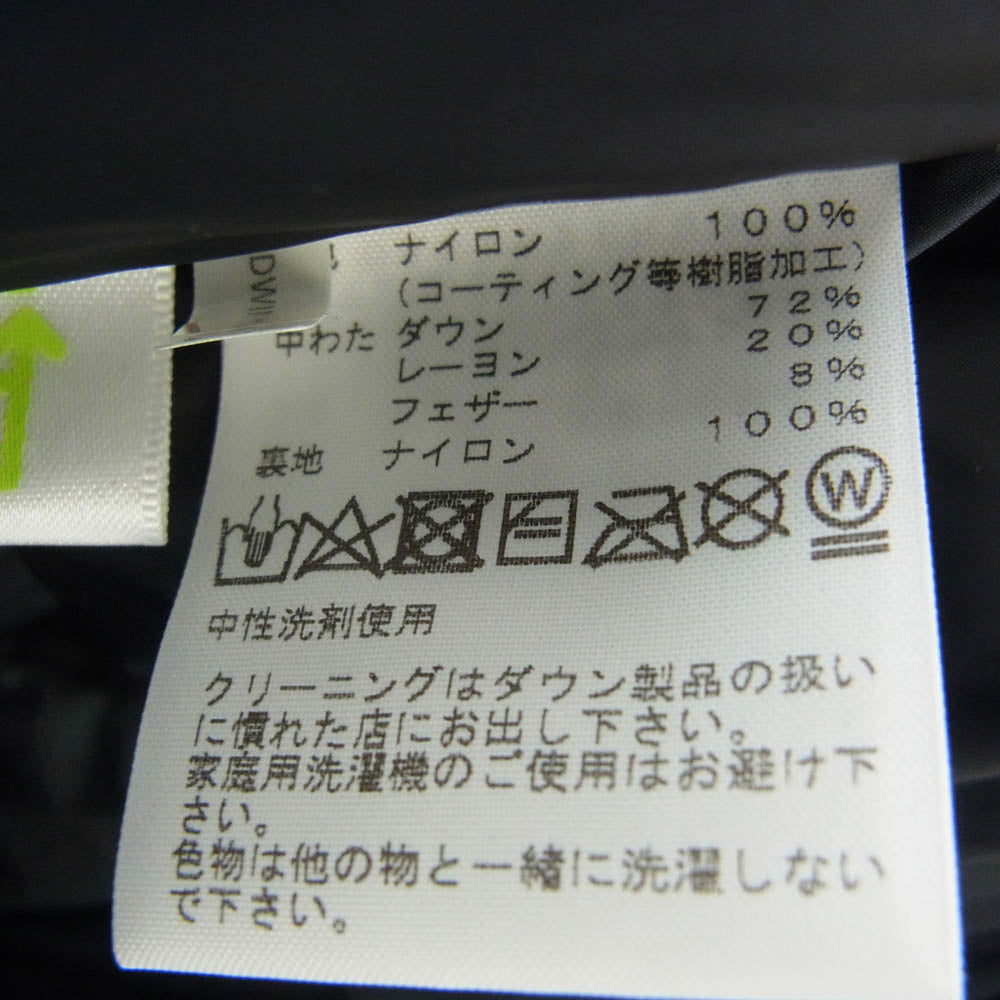 ナイロン 100%
(コーティング等樹脂加工)
中わた ダウン 72%
レーヨン 20%
フェザー 8%
裏地 ナイロン 100%
W
中性洗剤使用
クリーニングはダウン製品の扱い
に慣れた店にお出し下さい。
家庭用洗濯機のご使用はお避け下
さい。
色物は他の物と一緒に洗濯しない
で下さい。